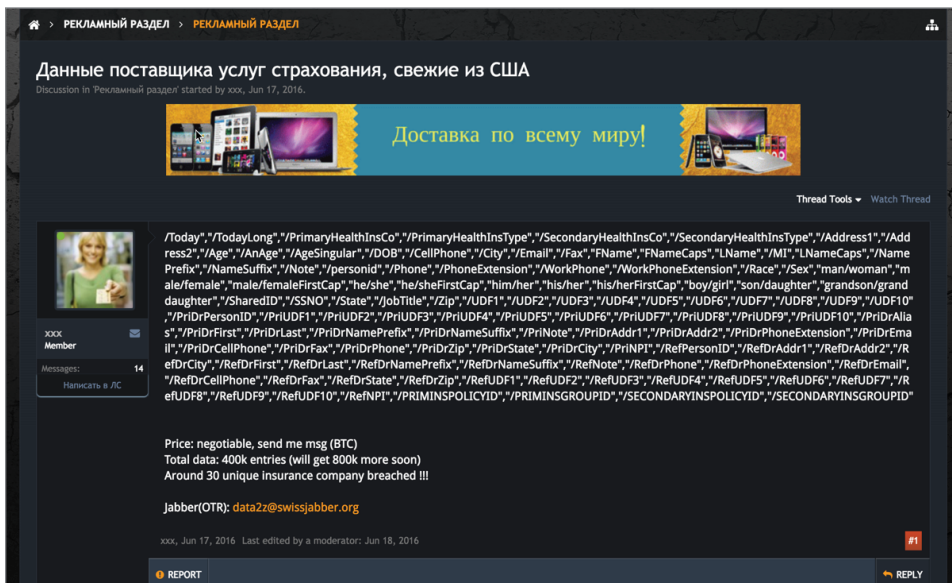 РЕКЛАМНЫЙ РАЗДЕЛ > РЕКЛАМНЫЙ РАЗДЕЛ
Данные поставщика услуг страхования, свежие из США
Discussion in 'Рекламный раздел' started by xxx, Jun 17, 2016.
Доставка по всему миру!
Thread Tools Watch Thread
xxx
Member
Messages: 14
Написать в ЛС
/Today","/TodayLong","/PrimaryHealthInsCo","/PrimaryHealthInsType","/SecondaryHealthInsCo","/SecondaryHealthInsType","/Address1","/Add
ress2","/Age","/AnAge","/AgeSingular","/DOB","/CellPhone","/City","/Email","/Fax","FName","/FNameCaps","LName","/MI","LNameCaps","/Name
Prefix","/NameSuffix","/Note","/personid","/Phone","/PhoneExtension","/WorkPhone","/WorkPhoneExtension","/Race","/Sex","man/woman","m
ale/female","male/femaleFirstCap","he/she","he/sheFirstCap","him/her","his/her","his/herFirstCap","boy/girl","son/daughter","grandson/grand
daughter","/SharedID","/SSNO","/State","/JobTitle","/Zip","/UDF1","/UDF2","/UDF3","/UDF4","/UDF5","/UDF6","/UDF7","/UDF8","/UDF9","/UDF10"
,"/PriDrPersonID","/PriUDF1","/PriUDF2","/PriUDF3","/PriUDF4","/PriUDF5","/PriUDF6","/PriUDF7","/PriUDF8","/PriUDF9","/PriUDF10","/PriDrAlia
s","/PriDrFirst","/PriDrLast","/PriDrNamePrefix","/PriDrNameSuffix","/PriNote","/PriDrAddr1","/PriDrAddr2","/PriDrPhoneExtension","/PriDrEma
il","/PriDrCellPhone","/PriDrFax","/PriDrPhone","/PriDrZip","/PriDrState","/PriDrCity","/PriNPI","/RefPersonID","/RefDrAddr1","/RefDrAddr2","/R
efDrCity","/RefDrFirst","/RefDrLast","/RefDrNamePrefix","/RefDrNameSuffix","/RefNote","/RefDrPhone","/RefDrPhoneExtension","/RefDrEmail",
"/RefDrCellPhone","/RefDrFax","/RefDrState","/RefDrZip","/RefUDF1","/RefUDF2","/RefUDF3","/RefUDF4","/RefUDF5","/RefUDF6","/RefUDF7","/R
efUDF8","/RefUDF9","/RefUDF10","/RefNPI","/PRIMINSPOLICYID","/PRIMINSGROUPID","/SECONDARYINSPOLICYID","/SECONDARYINSGROUPID"
Price: negotiable, send me msg (BTC)
Total data: 400k entries (will get 800k more soon)
Around 30 unique insurance company breached !!!
Jabber(OTR): data2z@swissjabber.org
xxx, Jun 17, 2016 Last edited by a moderator: Jun 18, 2016
#1
REPORT
REPLY